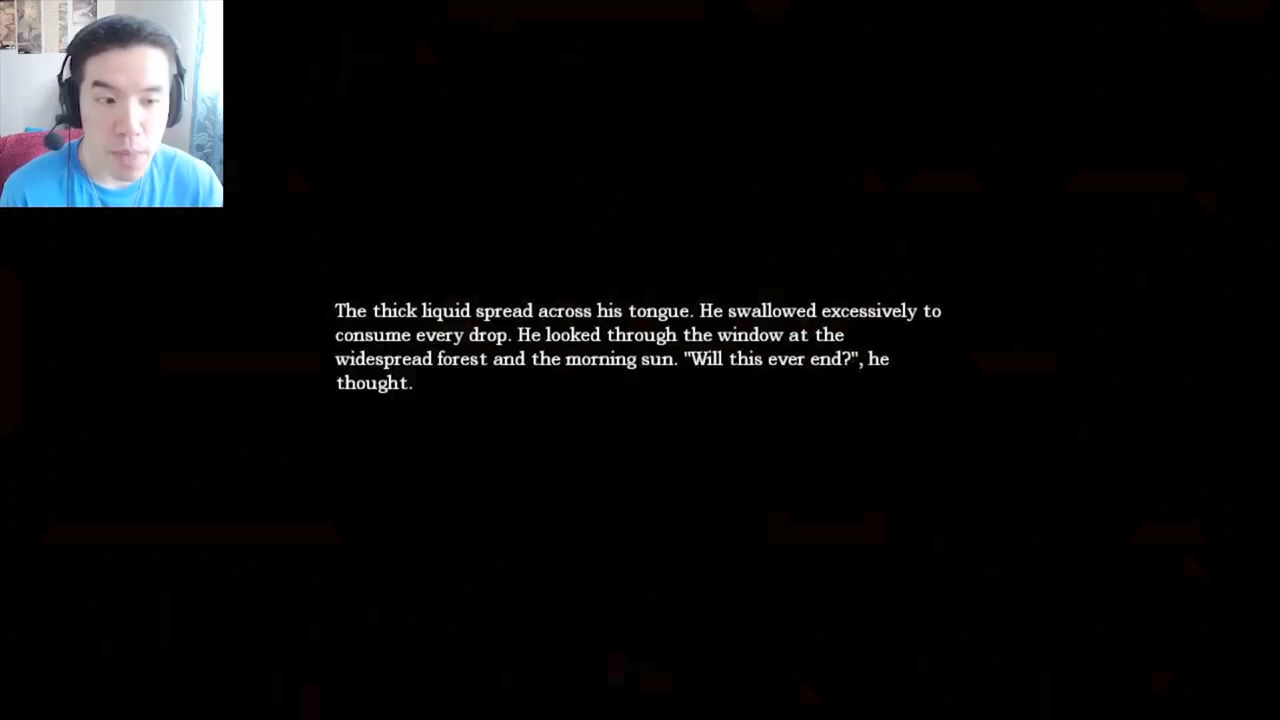 The thick liquid spread across his tongue. He swallowed excessively to
consume every drop. He looked through the window at the
widespread forest and the morning sun. "Will this ever end?", he
thought.